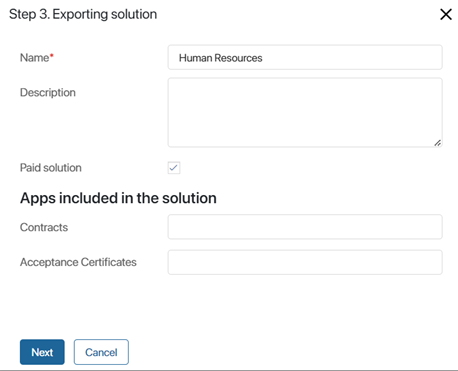 Step 3. Exporting solution
Name*
Human Resources
Description
Paid solution
Apps included in the solution
Contracts
Acceptance Certificates
Next
Cancel